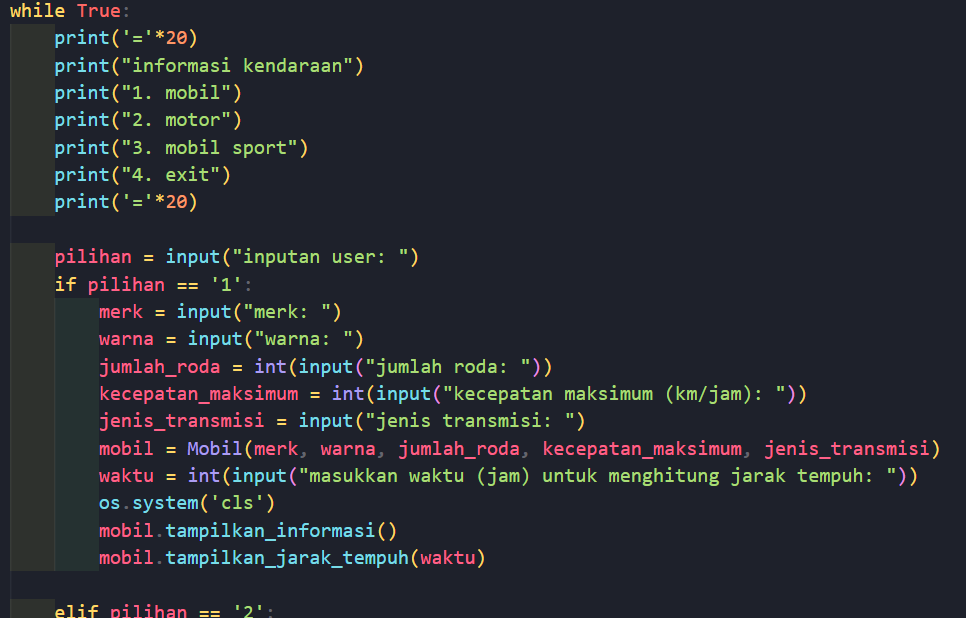 while True:
    print('='*20)
    print("informasi kendaraan")
    print("1. mobil")
    print("2. motor")
    print("3. mobil sport")
    print("4. exit")
    print('='*20)

    pilihan = input("inputan user: ")
    if pilihan == '1':
        merk = input("merk: ")
        warna = input("warna: ")
        jumlah_roda = int(input("jumlah roda: "))
        kecepatan_maksimum = int(input("kecepatan maksimum (km/jam): "))
        jenis_transmisi = input("jenis transmisi: ")
        mobil = Mobil(merk, warna, jumlah_roda, kecepatan_maksimum, jenis_transmisi)
        waktu = int(input("masukkan waktu (jam) untuk menghitung jarak tempuh: "))
        os.system('cls')
        mobil.tampilkan_informasi()
        mobil.tampilkan_jarak_tempuh(waktu)

    elif pilihan == '2':